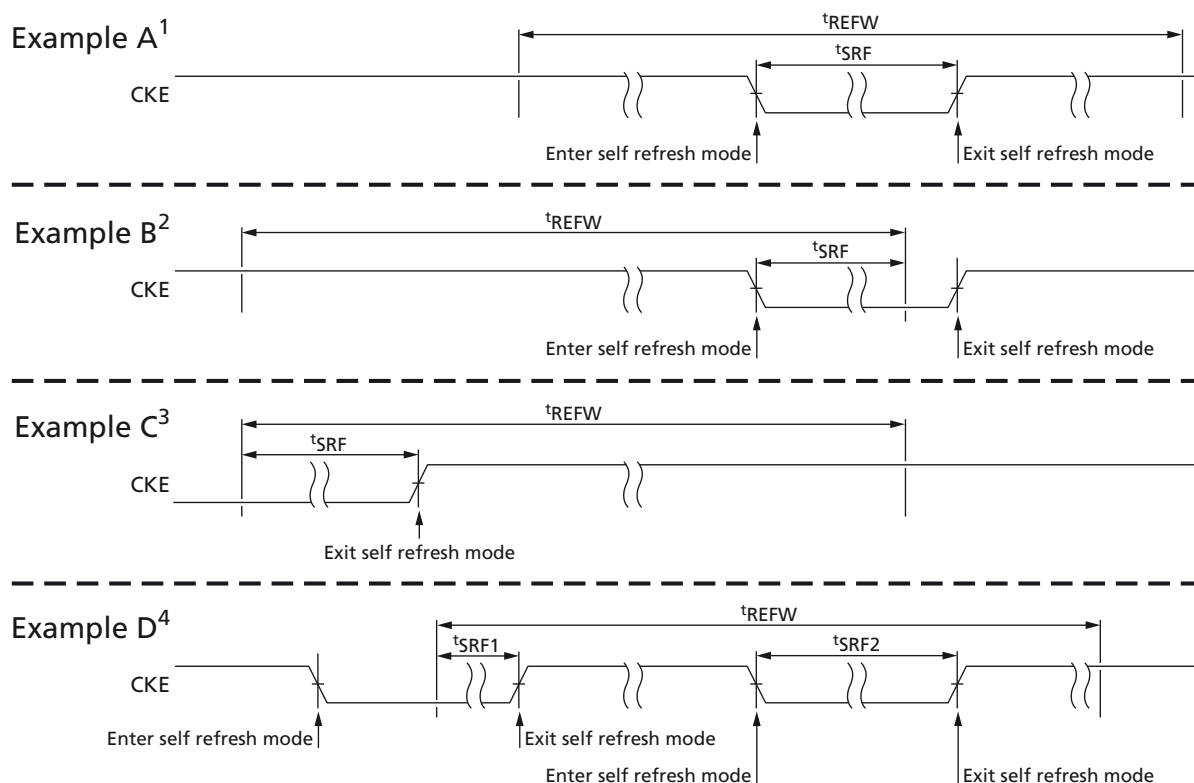 Example A¹
ᵗREFW
ᵗSRF
CKE
Enter self refresh mode
Exit self refresh mode
Example B²
ᵗREFW
ᵗSRF
CKE
Enter self refresh mode
Exit self refresh mode
Example C³
ᵗREFW
ᵗSRF
CKE
Exit self refresh mode
Example D⁴
ᵗREFW
ᵗSRF1
ᵗSRF2
CKE
Enter self refresh mode
Exit self refresh mode
Enter self refresh mode
Exit self refresh mode